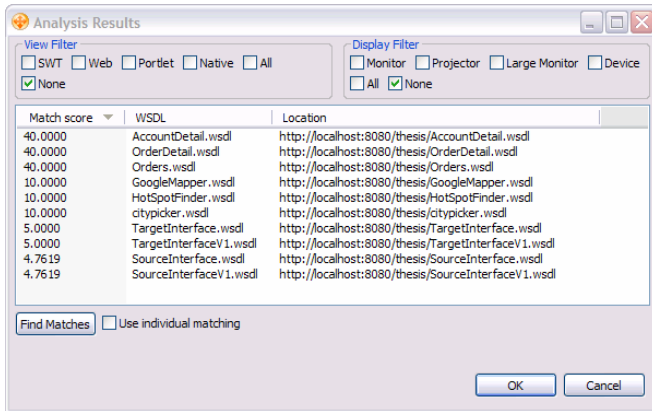 Analysis Results
View Filter
SWT Web Portlet Native All
None
Display Filter
Monitor Projector Large Monitor Device
All None
Match score WSDL Location
40.0000 AccountDetail.wsdl http://localhost:8080/thesis/AccountDetail.wsdl
40.0000 OrderDetail.wsdl http://localhost:8080/thesis/OrderDetail.wsdl
40.0000 Orders.wsdl http://localhost:8080/thesis/Orders.wsdl
10.0000 GoogleMapper.wsdl http://localhost:8080/thesis/GoogleMapper.wsdl
10.0000 HotSpotFinder.wsdl http://localhost:8080/thesis/HotSpotFinder.wsdl
10.0000 citypicker.wsdl http://localhost:8080/thesis/citypicker.wsdl
5.0000 TargetInterface.wsdl http://localhost:8080/thesis/TargetInterface.wsdl
5.0000 TargetInterfaceV1.wsdl http://localhost:8080/thesis/TargetInterfaceV1.wsdl
4.7619 SourceInterface.wsdl http://localhost:8080/thesis/SourceInterface.wsdl
4.7619 SourceInterfaceV1.wsdl http://localhost:8080/thesis/SourceInterfaceV1.wsdl
Find Matches Use individual matching
OK Cancel